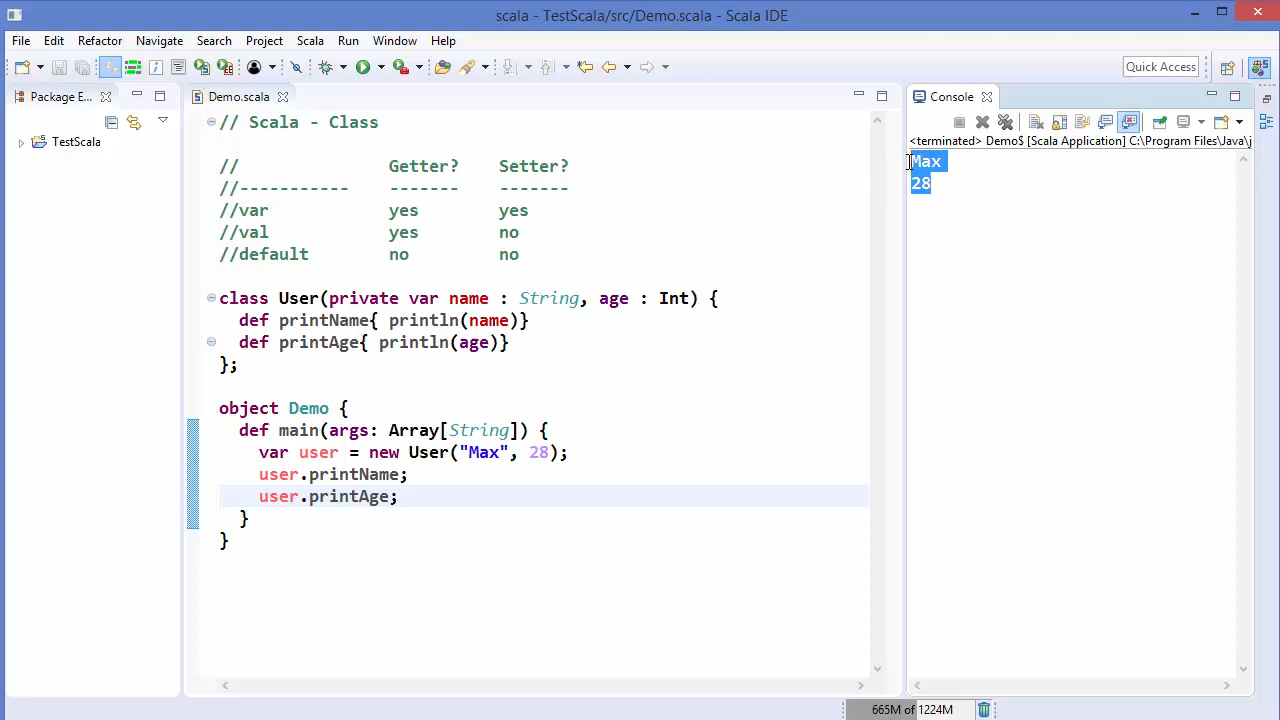 scala - TestScala/src/Demo.scala - Scala IDE
File Edit Refactor Navigate Search Project Scala Run Window Help
Quick Access
Package E...
TestScala
Demo.scala
// Scala - Class
// Getter? Setter?
//----------- ------- -------
//var yes yes
//val yes no
//default no no
class User(private var name : String, age : Int) {
def printName{ println(name)}
def printAge{ println(age)}
};
object Demo {
def main(args: Array[String]) {
var user = new User("Max", 28);
user.printName;
user.printAge;
}
}
Console
<terminated> Demo$ [Scala Application] C:\Program Files\Java\j
Max
28
665M of 1224M